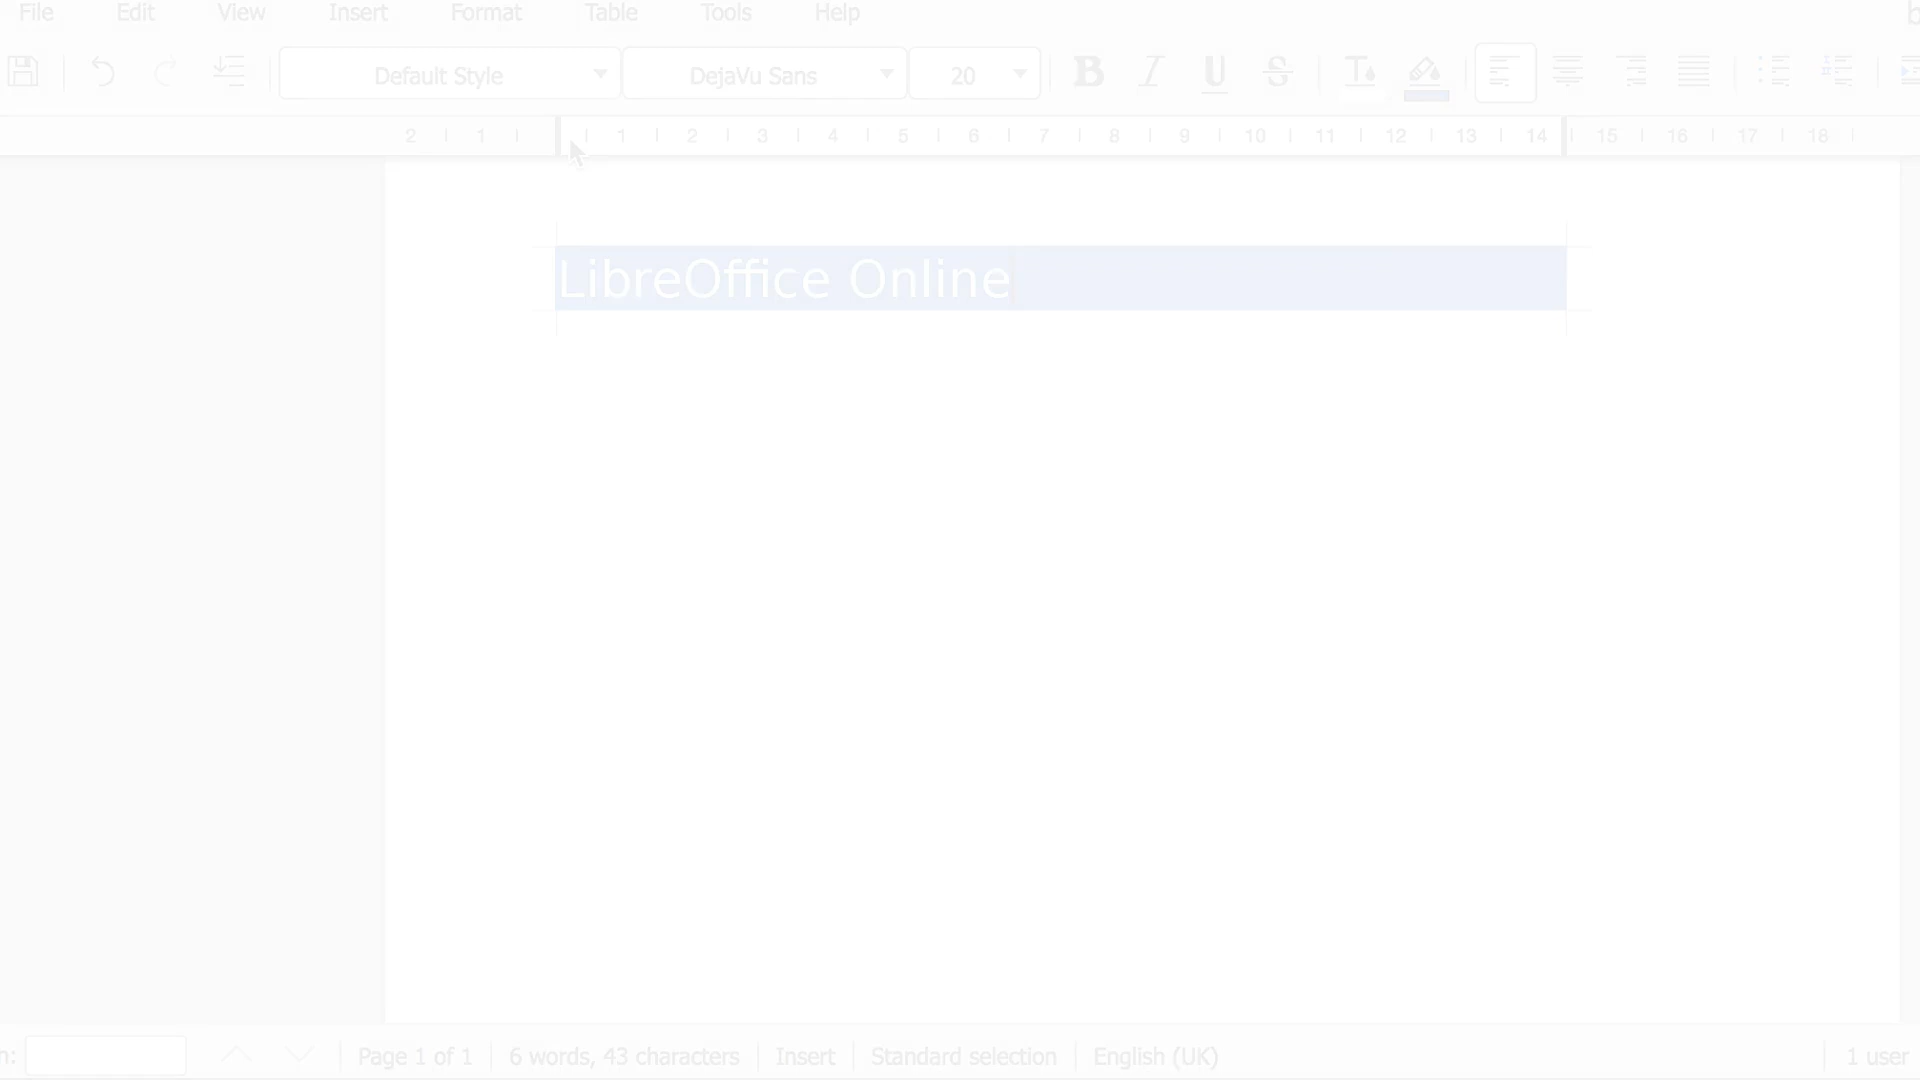 File Edit View Insert Format Table Tools Help
Default Style DejaVu Sans 20 B I U S
2 1 1 2 3 4 5 6 7 8 9 10 11 12 13 14 15 16 17 18
LibreOffice Online
Page 1 of 1 6 words, 43 characters Insert Standard selection English (UK) 1 user